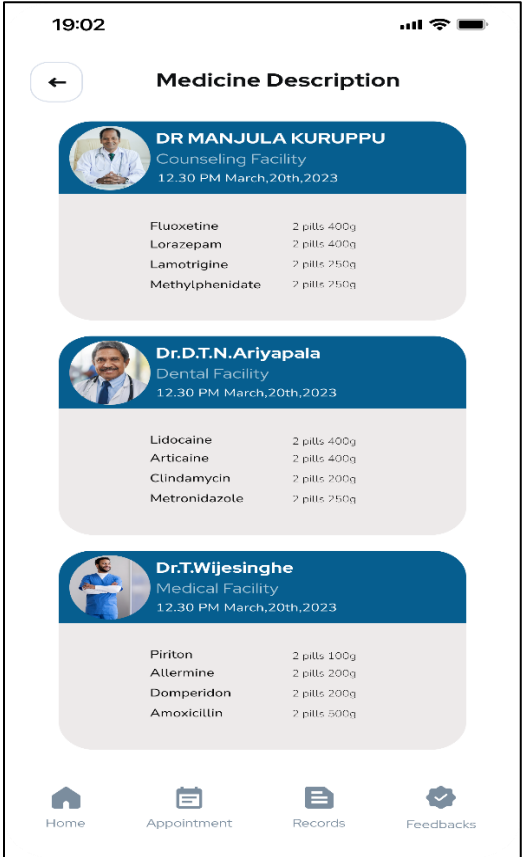 19:02
Medicine Description
DR MANJULA KURUPPU
Counseling Facility
12.30 PM March,20th,2023
Fluoxetine 2 pills 400g
Lorazepam 2 pills 400g
Lamotrigine 2 pills 250g
Methylphenidate 2 pills 250g
Dr.D.T.N.Ariyapala
Dental Facility
12.30 PM March,20th,2023
Lidocaine 2 pills 400g
Articaine 2 pills 400g
Clindamycin 2 pills 200g
Metronidazole 2 pills 250g
Dr.T.Wijesinghe
Medical Facility
12.30 PM March,20th,2023
Piriton 2 pills 100g
Allermine 2 pills 200g
Domperidon 2 pills 200g
Amoxicillin 2 pills 500g
Home Appointment Records Feedbacks